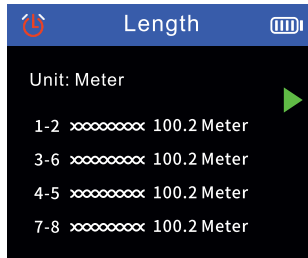 Length
Unit: Meter
1-2 100.2 Meter
3-6 100.2 Meter
4-5 100.2 Meter
7-8 100.2 Meter